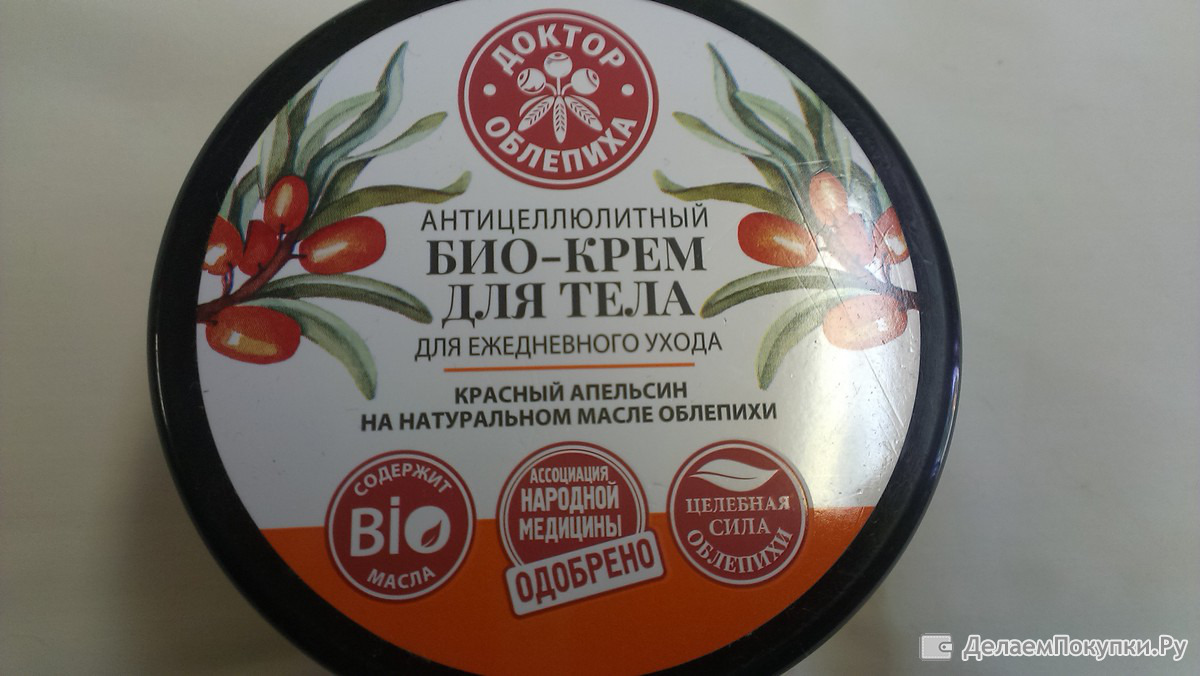 ДОКТОР
ОБЛЕПИХА
АНТИЦЕЛЛЮЛИТНЫЙ
БИО-КРЕМ
ДЛЯ ТЕЛА
ДЛЯ ЕЖЕДНЕВНОГО УХОДА
КРАСНЫЙ АПЕЛЬСИН
НА НАТУРАЛЬНОМ МАСЛЕ ОБЛЕПИХИ
СОДЕРЖИТ
Bio
МАСЛА
АССОЦИАЦИЯ
НАРОДНОЙ
МЕДИЦИНЫ
ОДОБРЕНО
ЦЕЛЕБНАЯ
СИЛА
ОБЛЕПИХИ
ДелаемПокупки.Ру